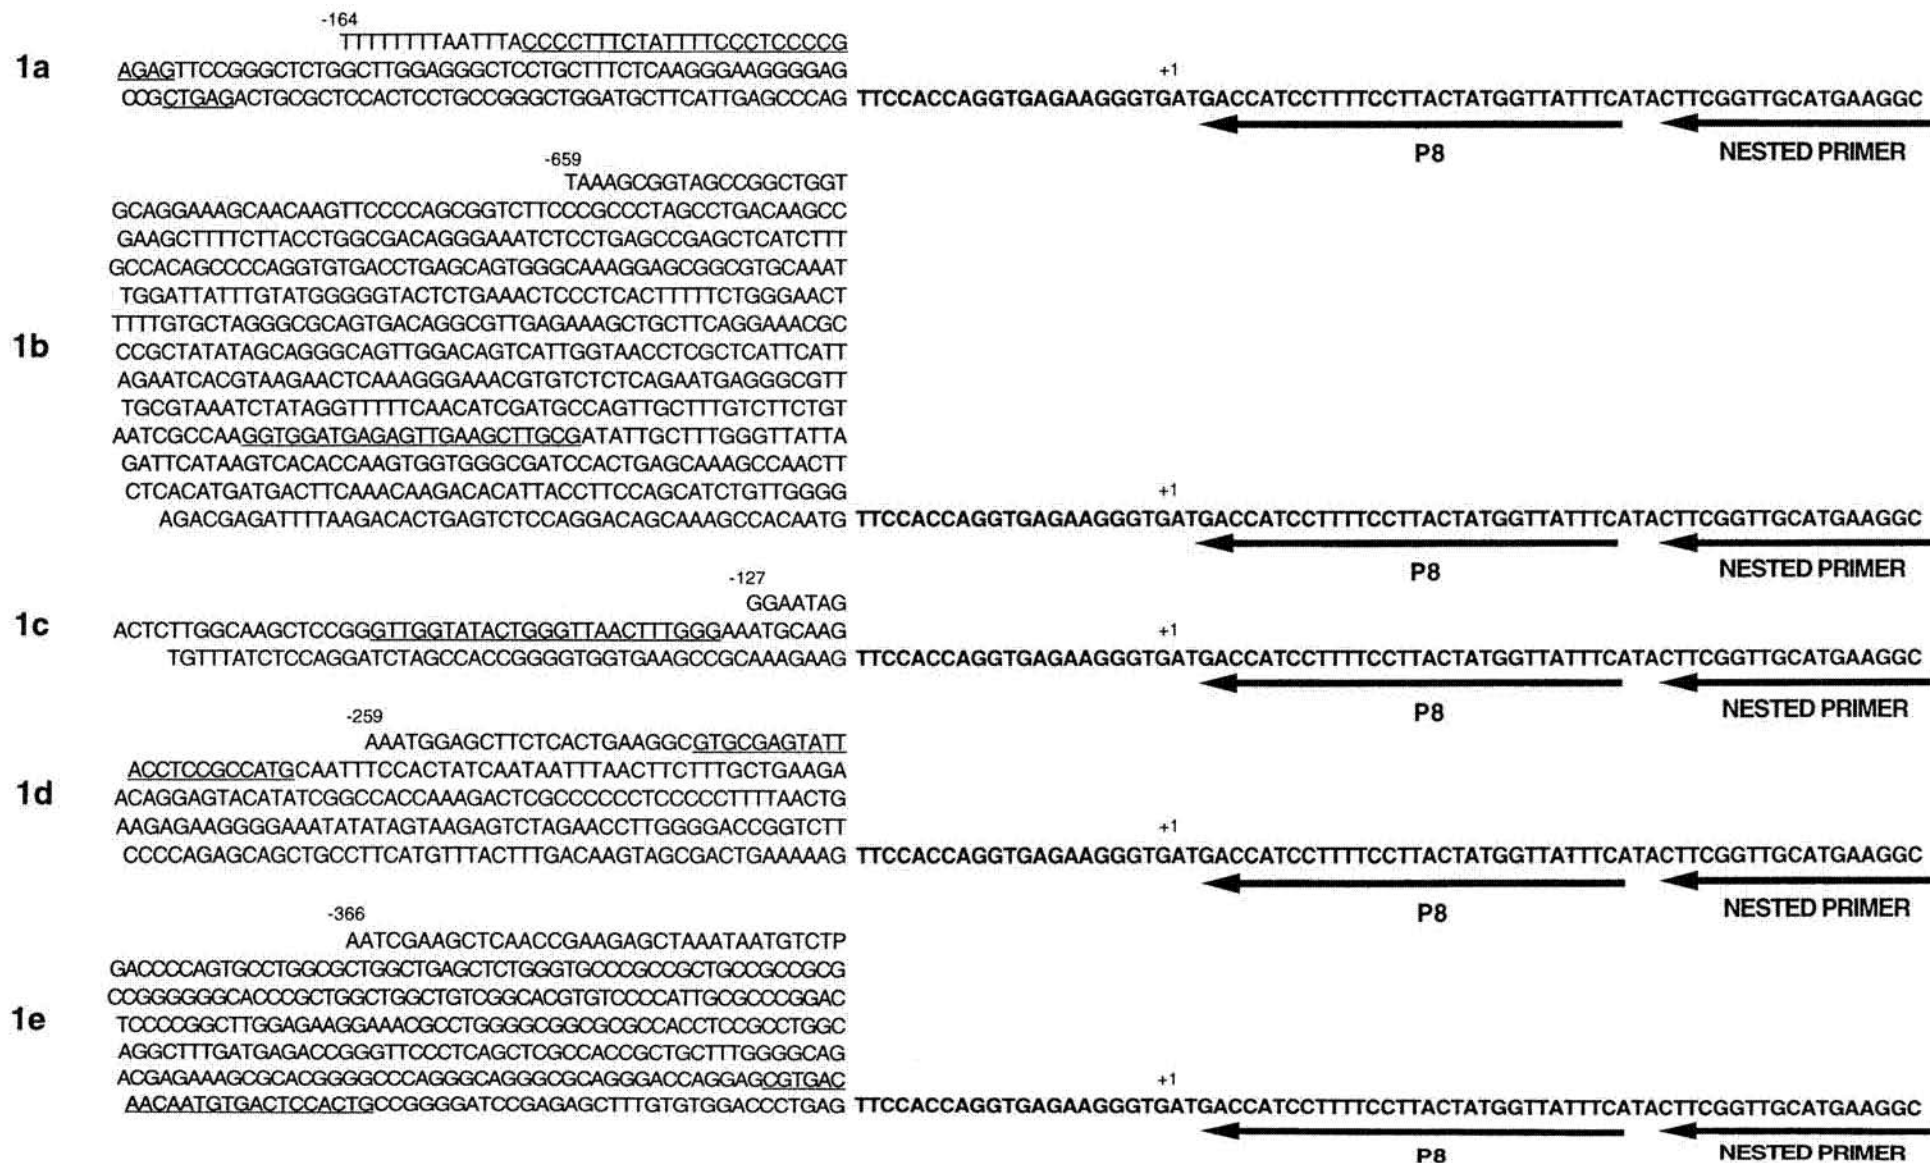 -164
TTTTTTTTAATTTACCCCTTTCTATTTTCCCTCCCCG
1a
AGAGTTCCGGGCTCTGGCTTGGAGGGCTCCTGCTTTCTCAAGGGAAGGGGAG
+1
CCGCTGAGACTGCGCTCCACTCCTGCCGGGCTGGATGCTTCATTGAGCCCAG TTCCACCAGGTGAGAAGGGTGATGACCATCCTTTTCCTTACTATGGTTATTTCATACTTCGGTTGCATGAAGGC
P8 NESTED PRIMER
-659
TAAAGCGGTAGCCGGCTGGT
GCAGGAAAGCAACAAGTTCCCCAGCGGTCTTCCCGCCCTAGCCTGACAAGCC
GAAGCTTTTCTTACCTGGCGACAGGGAAATCTCCTGAGCCGAGCTCATCTTT
GCCACAGCCCCAGGTGTGACCTGAGCAGTGGGCAAAGGAGCGGCGTGCAAAT
TGGATTATTTGTATGGGGGTACTCTGAAACTCCCTCACTTTTTCTGGGAACT
TTTTGTGCTAGGGCGCAGTGACAGGCGTTGAGAAAGCTGCTTCAGGAAACGC
1b
CCGCTATATAGCAGGGCAGTTGGACAGTCATTGGTAACCTCGCTCATTCATT
AGAATCACGTAAGAACTCAAAGGGAAACGTGTCTCTCAGAATGAGGGCGTT
TGCGTAAATCTATAGGTTTTTCAACATCGATGCCAGTTGCTTTGTCTTCTGT
AATCGCCAAGGTGGATGAGAGTTGAAGCTTGCGATATTGCTTTGGGTTATTA
GATTCATAAGTCACACCAAGTGGTGGGCGATCCACTGAGCAAAGCCAACTT
CTCACATGATGACTTCAAACAAGACACATTACCTTCCAGCATCTGTTGGGG
+1
AGACGAGATTTTAAGACACTGAGTCTCCAGGACAGCAAAGCCACAATG TTCCACCAGGTGAGAAGGGTGATGACCATCCTTTTCCTTACTATGGTTATTTCATACTTCGGTTGCATGAAGGC
P8 NESTED PRIMER
-127
GGAATAG
1c
ACTCTTGGCAAGCTCCGGGTTGGTATACTGGGTTAACTTTGGGAAATGCAAG
+1
TGTTTATCTCCAGGATCTAGCCACCGGGGTGGTGAAGCCGCAAAGAAG TTCCACCAGGTGAGAAGGGTGATGACCATCCTTTTCCTTACTATGGTTATTTCATACTTCGGTTGCATGAAGGC
P8 NESTED PRIMER
-259
AAATGGAGCTTCTCACTGAAGGCGTGCGAGTATT
ACCTCCGCCATGCAATTTCCACTATCAATAATTTAACTTCTTTGCTGAAGA
1d
ACAGGAGTACATATCGGCCACCAAAGACTCGCCCCCCTCCCCCTTTTAACTG
AAGAGAAGGGGAAATATATAGTAAGAGTCTAGAACCTTGGGGACCGGTCTT
+1
CCCCAGAGCAGCTGCCTTCATGTTTACTTTGACAAGTAGCGACTGAAAAAG TTCCACCAGGTGAGAAGGGTGATGACCATCCTTTTCCTTACTATGGTTATTTCATACTTCGGTTGCATGAAGGC
P8 NESTED PRIMER
-366
AATCGAAGCTCAACCGAAGAGCTAAATAATGTCTP
GACCCCAGTGCCTGGCGCTGGCTGAGCTCTGGGTGCCCGCCGCTGCCGCCGCG
CCGGGGGGCACCCGCTGGCTGGCTGTCGGCACGTGTCCCCATTGCGCCCGGAC
1e
TCCCCGGCTTGGAGAAGGAAACGCCTGGGGCGGCGCGCCACCTCCGCCTGGC
AGGCTTTGATGAGACCGGGTTCCCTCAGCTCGCCACCGCTGCTTTGGGGCAG
ACGAGAAAGCGCACGGGGCCCAGGGCAGGGCGCAGGGACCAGGAGCGTGAC
+1
AACAATGTGACTCCACTGCCGGGGATCCGAGAGCTTTGTGTGGACCCTGAG TTCCACCAGGTGAGAAGGGTGATGACCATCCTTTTCCTTACTATGGTTATTTCATACTTCGGTTGCATGAAGGC
P8 NESTED PRIMER